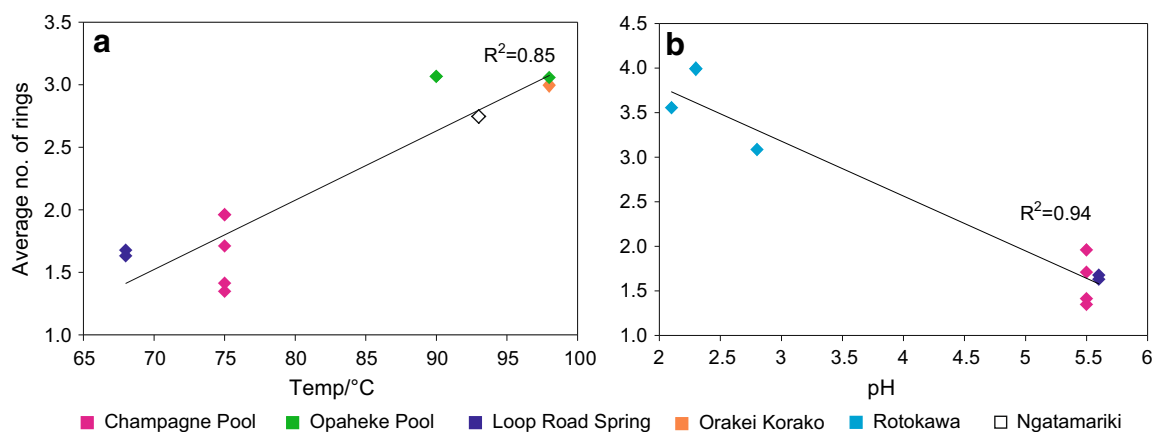 a
R²=0.85
Average no. of rings
3.5
3.0
2.5
2.0
1.5
1.0
65 70 75 80 85 90 95 100
Temp/°C
b
R²=0.94
4.5
4.0
3.5
3.0
2.5
2.0
1.5
1.0
2 2.5 3 3.5 4 4.5 5 5.5 6
pH
Champagne Pool Opaheke Pool Loop Road Spring Orakei Korako Rotokawa Ngatamariki